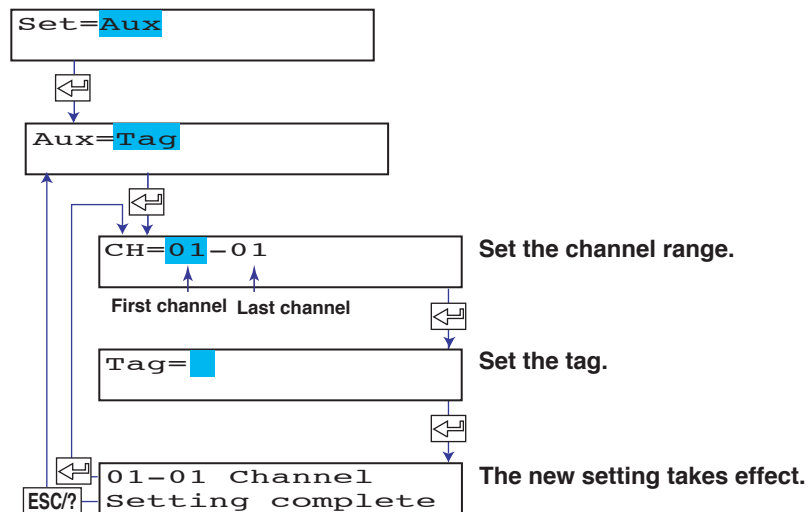 Set=Aux
Aux=Tag
CH=01-01
Set the channel range.
First channel Last channel
Tag=
Set the tag.
01-01 Channel
The new setting takes effect.
ESC/?
Setting complete